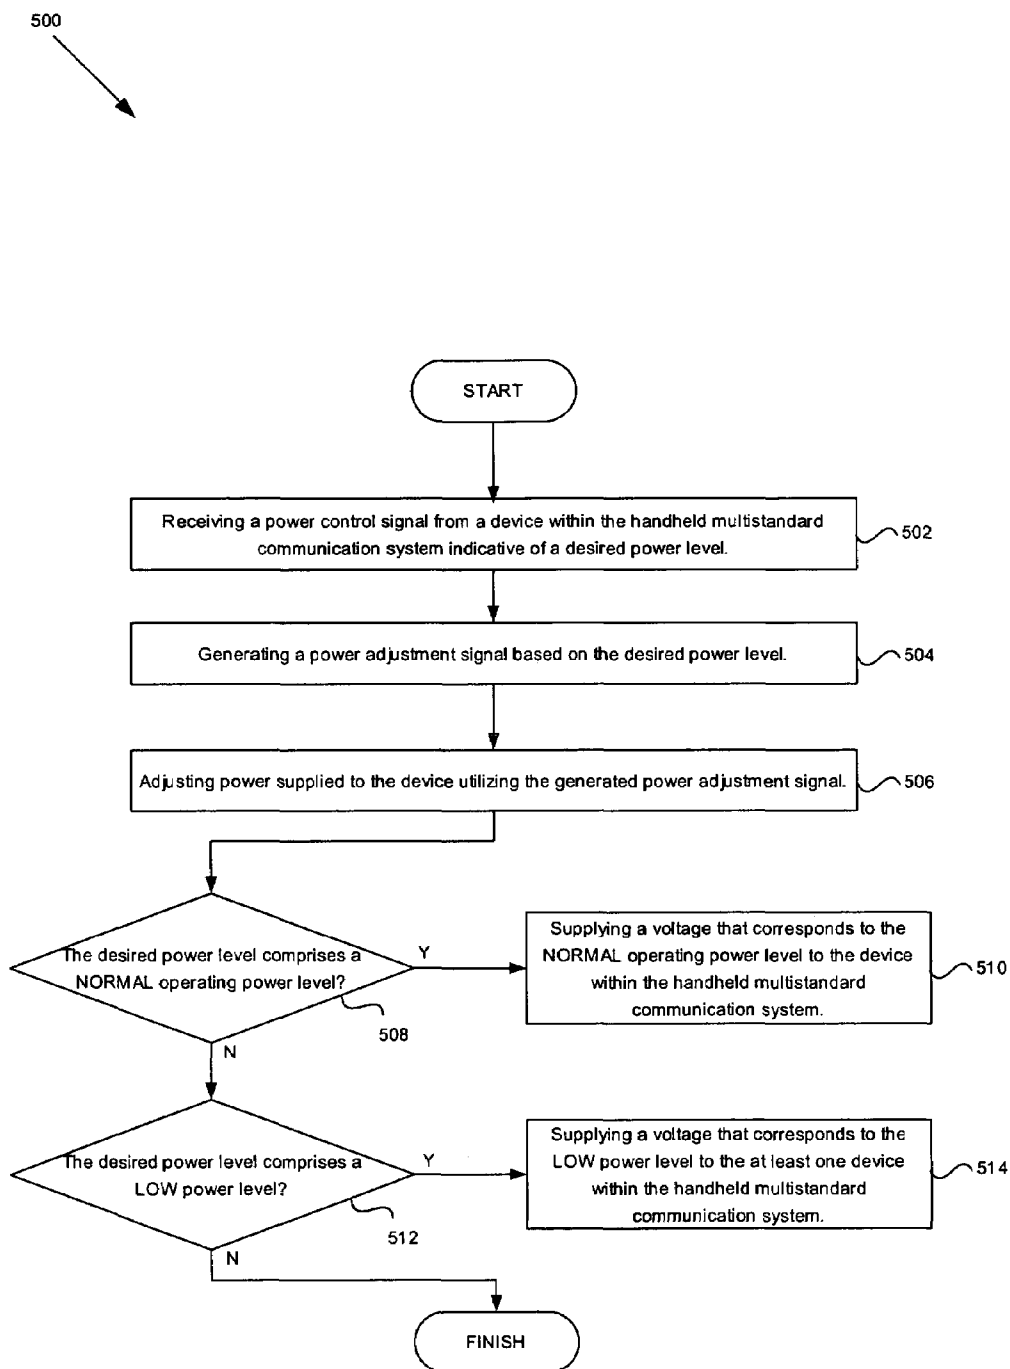 500
START
Receiving a power control signal from a device within the handheld multistandard
communication system indicative of a desired power level.
502
Generating a power adjustment signal based on the desired power level.
504
Adjusting power supplied to the device utilizing the generated power adjustment signal.
506
The desired power level comprises a
NORMAL operating power level?
Y
508
N
Supplying a voltage that corresponds to the
NORMAL operating power level to the device
within the handheld multistandard
communication system.
510
The desired power level comprises a
LOW power level?
Y
512
N
Supplying a voltage that corresponds to the
LOW power level to the at least one device
within the handheld multistandard
communication system.
514
FINISH